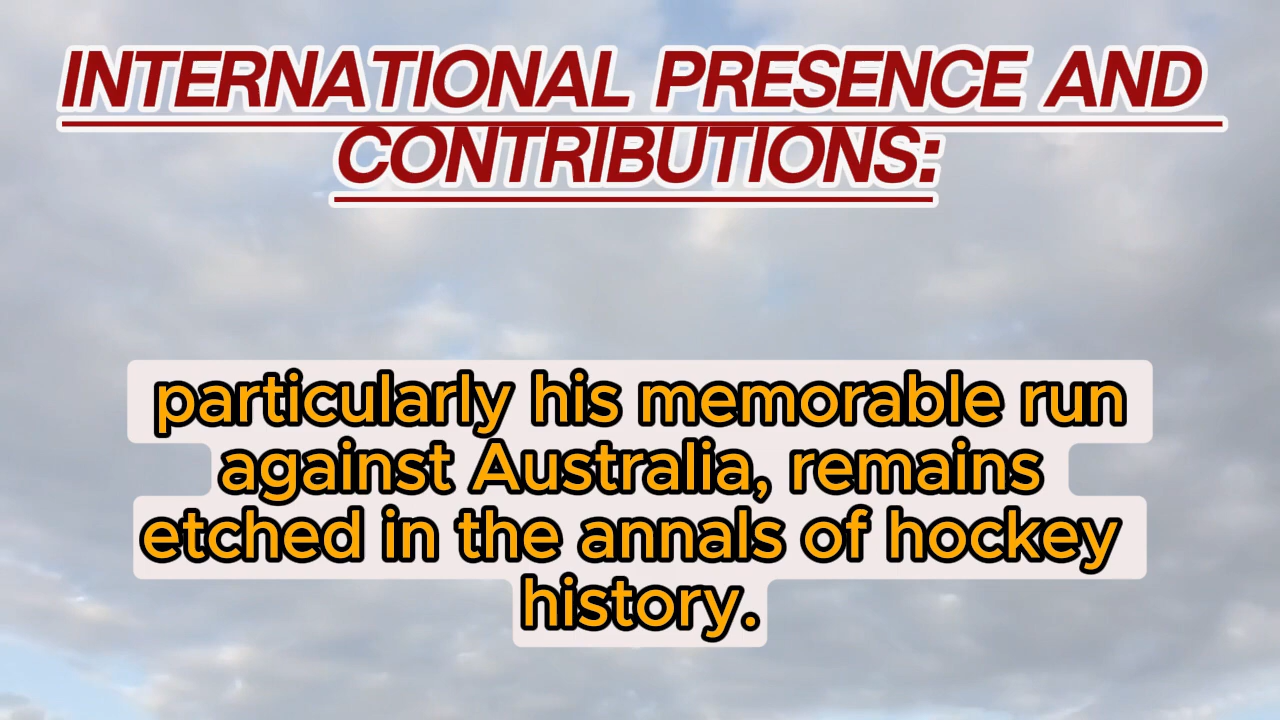 INTERNATIONAL PRESENCE AND
CONTRIBUTIONS:
particularly his memorable run
against Australia, remains
etched in the annals of hockey
history.